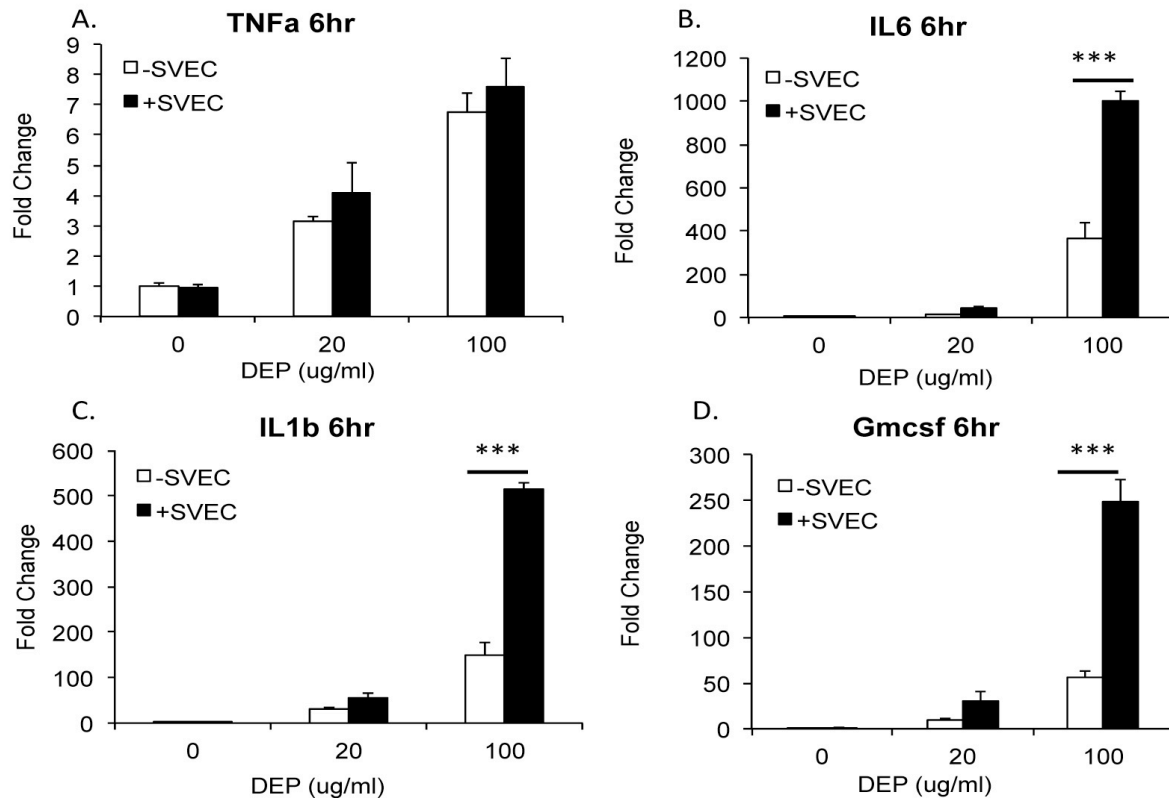 A.
TNFa 6hr
-SVEC
+SVEC
Fold Change
9
8
7
6
5
4
3
2
1
0
0 20 100
DEP (ug/ml)
B.
IL6 6hr
-SVEC
+SVEC
***
Fold Change
1200
1000
800
600
400
200
0
0 20 100
DEP (ug/ml)
C.
IL1b 6hr
-SVEC
+SVEC
***
Fold Change
600
500
400
300
200
100
0
0 20 100
DEP (ug/ml)
D.
Gmcsf 6hr
-SVEC
+SVEC
***
Fold Change
300
250
200
150
100
50
0
0 20 100
DEP (ug/ml)